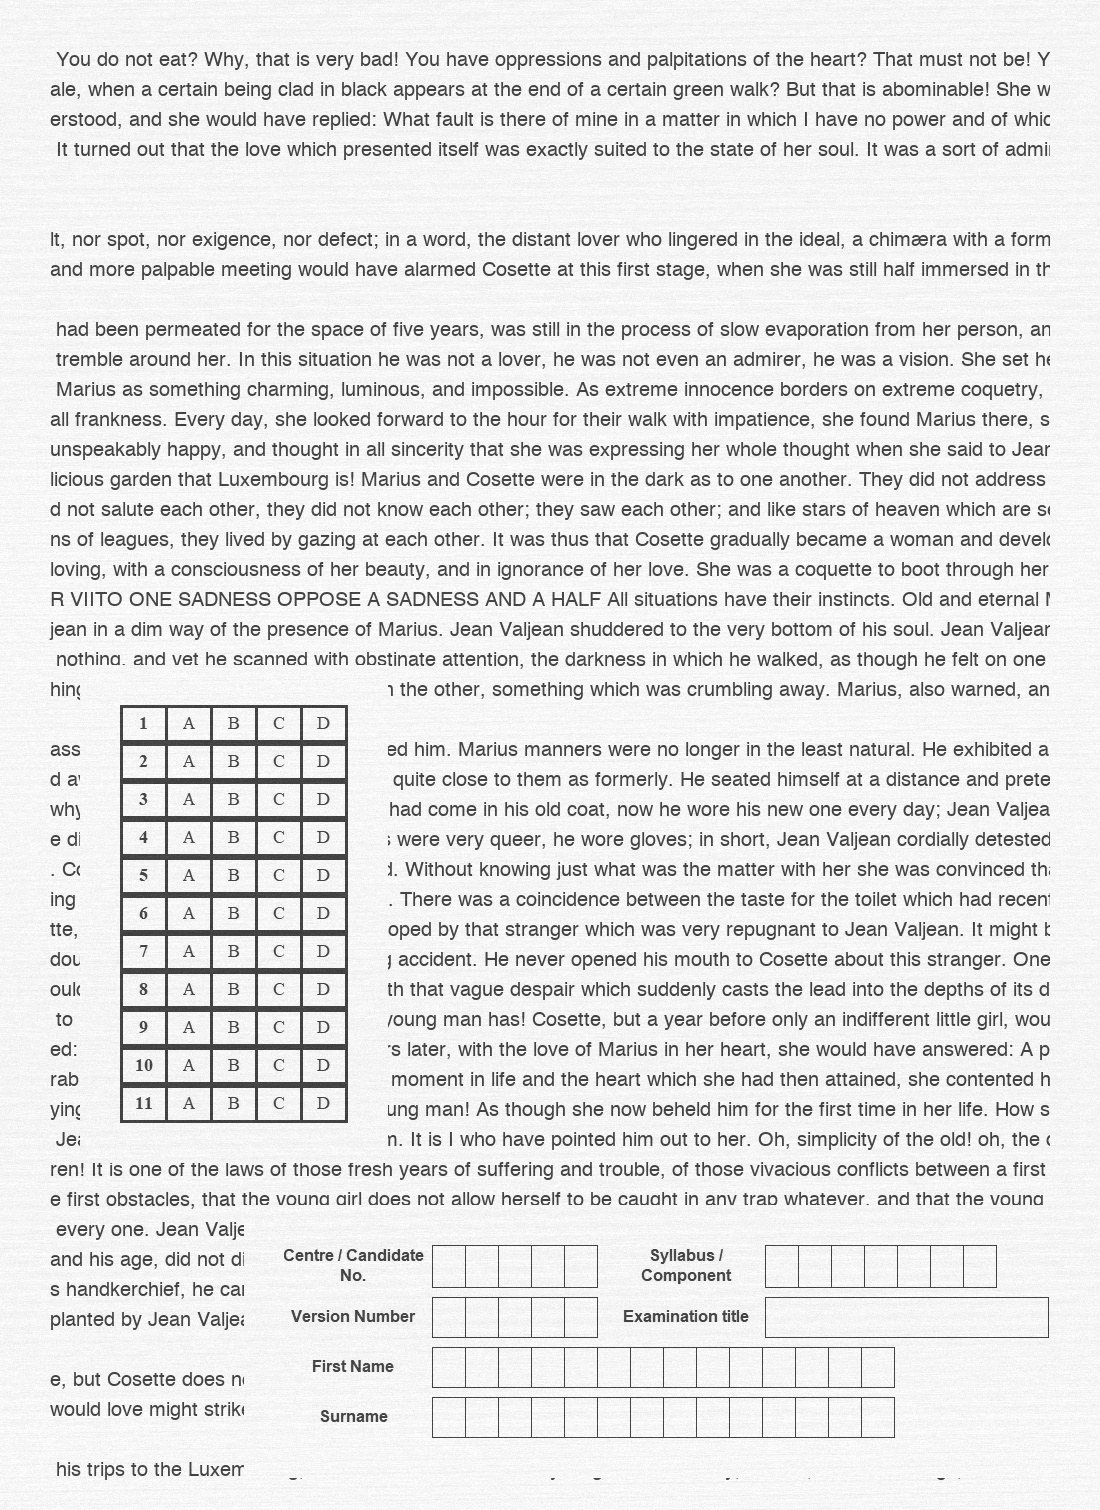 You do not eat? Why, that is very bad! You have oppressions and palpitations of the heart? That must not be!
ale, when a certain being clad in black appears at the end of a certain green walk? But that is abominable! She
erstood, and she would have replied: What fault is there of mine in a matter in which I have no power and of
It turned out that the love which presented itself was exactly suited to the state of her soul. It was a sort of
lt, nor spot, nor exigence, nor defect; in a word, the distant lover who lingered in the ideal, a chimæra with a form
and more palpable meeting would have alarmed Cosette at this first stage, when she was still half immersed in
had been permeated for the space of five years, was still in the process of slow evaporation from her person,
tremble around her. In this situation he was not a lover, he was not even an admirer, he was a vision. She set
Marius as something charming, luminous, and impossible. As extreme innocence borders on extreme coquetry,
all frankness. Every day, she looked forward to the hour for their walk with impatience, she found Marius there, s
unspeakably happy, and thought in all sincerity that she was expressing her whole thought when she said to Jean
licious garden that Luxembourg is! Marius and Cosette were in the dark as to one another. They did not address
d not salute each other, they did not know each other; they saw each other; and like stars of heaven which are
ns of leagues, they lived by gazing at each other. It was thus that Cosette gradually became a woman and
loving, with a consciousness of her beauty, and in ignorance of her love. She was a coquette to boot through her
R VIITO ONE SADNESS OPPOSE A SADNESS AND A HALF All situations have their instincts. Old and eternal
jean in a dim way of the presence of Marius. Jean Valjean shuddered to the very bottom of his soul. Jean Valjean
nothing, and yet he scanned with obstinate attention, the darkness in which he walked, as though he felt on one
the other, something which was crumbling away. Marius, also warned, an
1 A B C D
ass ed him. Marius manners were no longer in the least natural. He exhibited a
2 A B C D
d quite close to them as formerly. He seated himself at a distance and prete
3 A B C D
why had come in his old coat, now he wore his new one every day; Jean Valjea
4 A B C D
e were very queer, he wore gloves; in short, Jean Valjean cordially detested
5 A B C D
. Without knowing just what was the matter with her she was convinced
ing . There was a coincidence between the taste for the toilet which had
6 A B C D
tte, oped by that stranger which was very repugnant to Jean Valjean. It might
7 A B C D
accident. He never opened his mouth to Cosette about this stranger. One
8 A B C D
th that vague despair which suddenly casts the lead into the depths of its d
9 A B C D
to young man has! Cosette, but a year before only an indifferent little girl, wou
ed: rs later, with the love of Marius in her heart, she would have answered: A p
10 A B C D
rab moment in life and the heart which she had then attained, she contented h
11 A B C D
ung man! As though she now beheld him for the first time in her life. How s
m. It is I who have pointed him out to her. Oh, simplicity of the old! oh, the
ren! It is one of the laws of those fresh years of suffering and trouble, of those vivacious conflicts between a first
e first obstacles, that the young girl does not allow herself to be caught in any trap whatever, and that the young
every one. Jean Valje
and his age, did not di
s handkerchief, he
planted by Jean Valje
e, but Cosette does
would love might strike
his trips to the Luxem
Centre / Candidate No.
Syllabus / Component
Version Number
Examination title
First Name
Surname